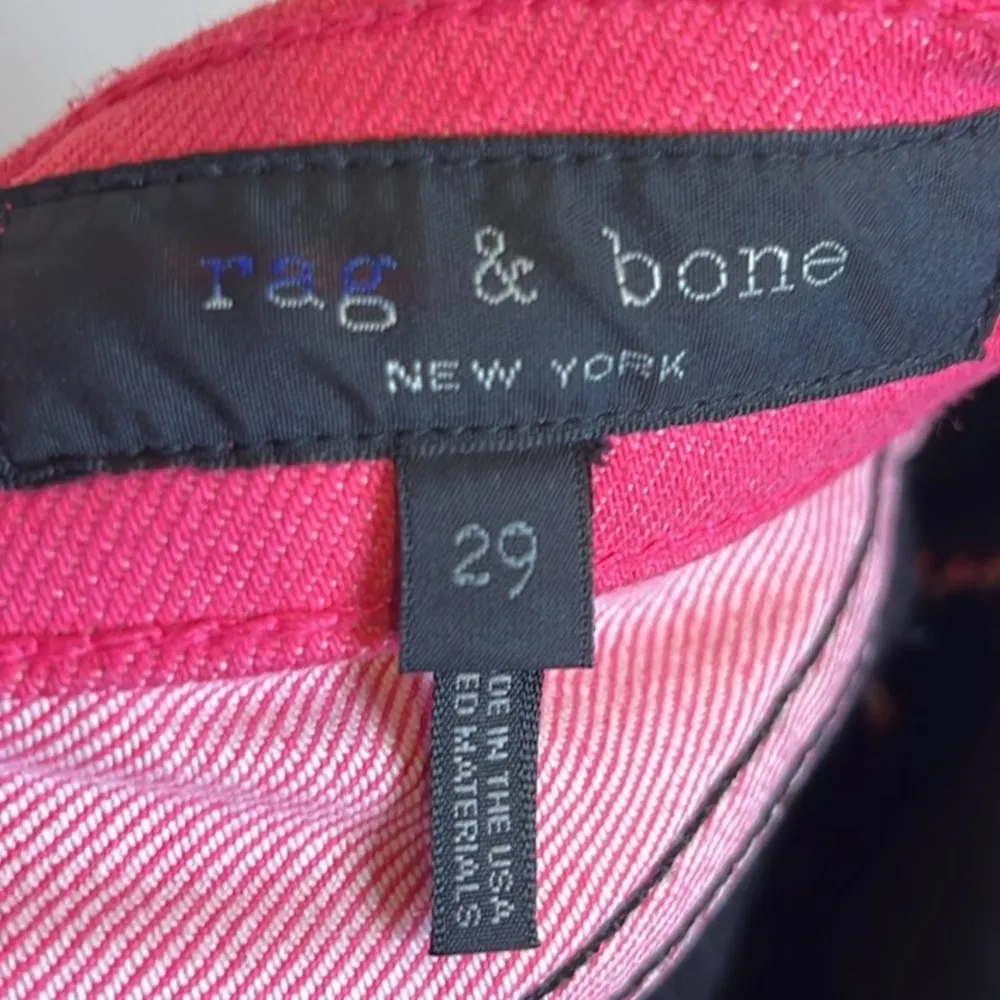 rag & bone
NEW YORK
29
DE IN THE USA
ED MATERIALS